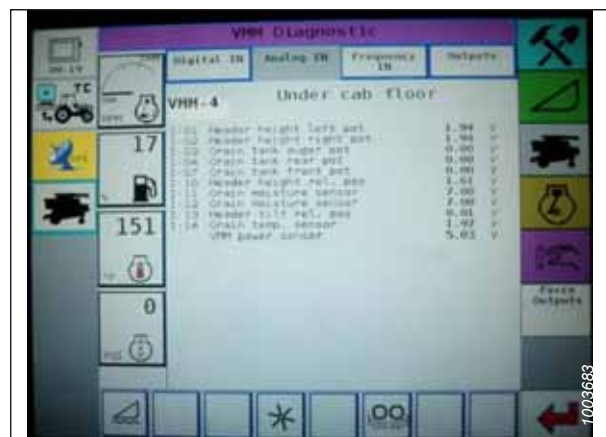 VMM Diagnostic
Digital IN
Analog IN
Frequency IN
Outputs
VMM-4
Under cab floor
Header height left pot 1.94 V
Header height right pot 1.94 V
Grain tank auger pot 0.00 V
Grain tank rear pot 0.00 V
Grain tank front pot 0.00 V
Header height rel. pos 1.61 V
Grain moisture sensor 7.00 V
Grain moisture sensor 7.00 V
Header tilt rel. pos 0.01 V
Grain temp. sensor V
VMM power sensor 5.03 V
TC
17
151
0
Force
Outputs
1003683